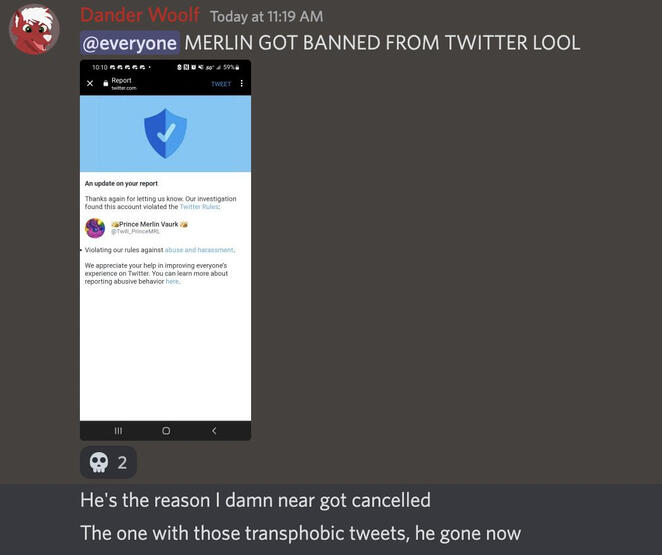 Dander Woolf Today at 11:19 AM
@everyone MERLIN GOT BANNED FROM TWITTER LOOL
10:10 59%
Report
twitter.com
TWEET
An update on your report
Thanks again for letting us know. Our investigation
found this account violated the Twitter Rules:
Prince Merlin Vaurk
@Twili_PrinceMRL
Violating our rules against abuse and harassment.
We appreciate your help in improving everyone's
experience on Twitter. You can learn more about
reporting abusive behavior here.
2
He's the reason I damn near got cancelled
The one with those transphobic tweets, he gone now